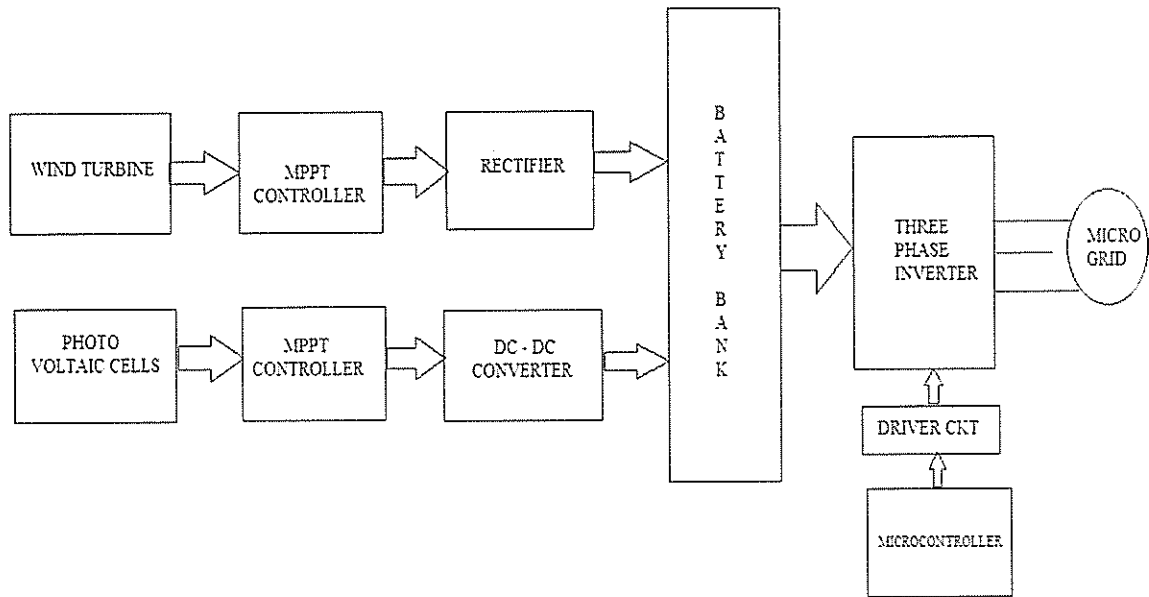 WIND TURBINE
MPPT
CONTROLLER
RECTIFIER
PHOTO
VOLTAIC CELLS
MPPT
CONTROLLER
DC - DC
CONVERTER
B
A
T
T
E
R
Y
B
A
N
K
THREE
PHASE
INVERTER
MICRO
GRID
DRIVER CKT
MICROCONTROLLER